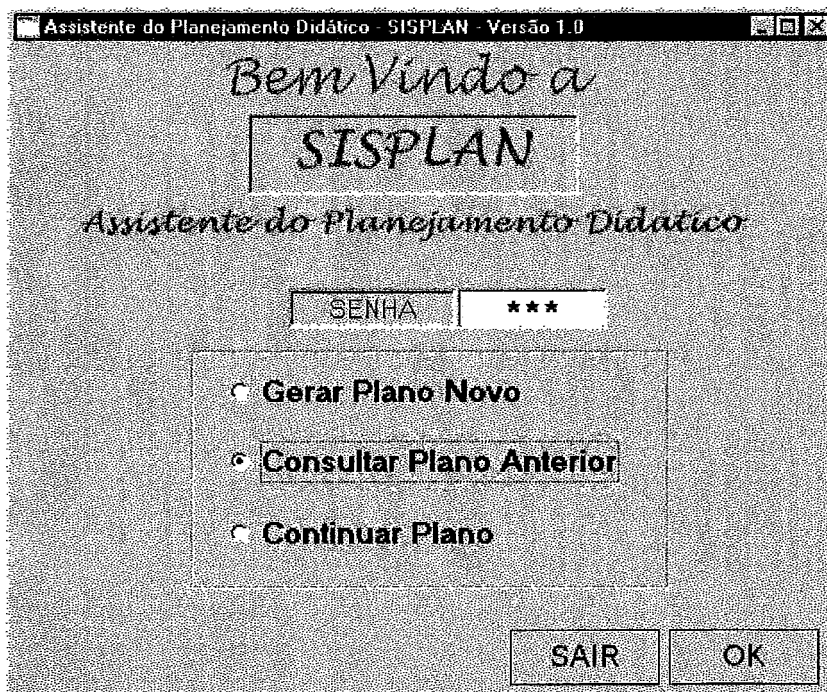 Assistente do Planejamento Didático - SISPLAN - Versão 1.0
Bem Vindo a
SISPLAN
Assistente do Planejamento Didatico
SENHA ***
Gerar Plano Novo
Consultar Plano Anterior
Continuar Plano
SAIR OK